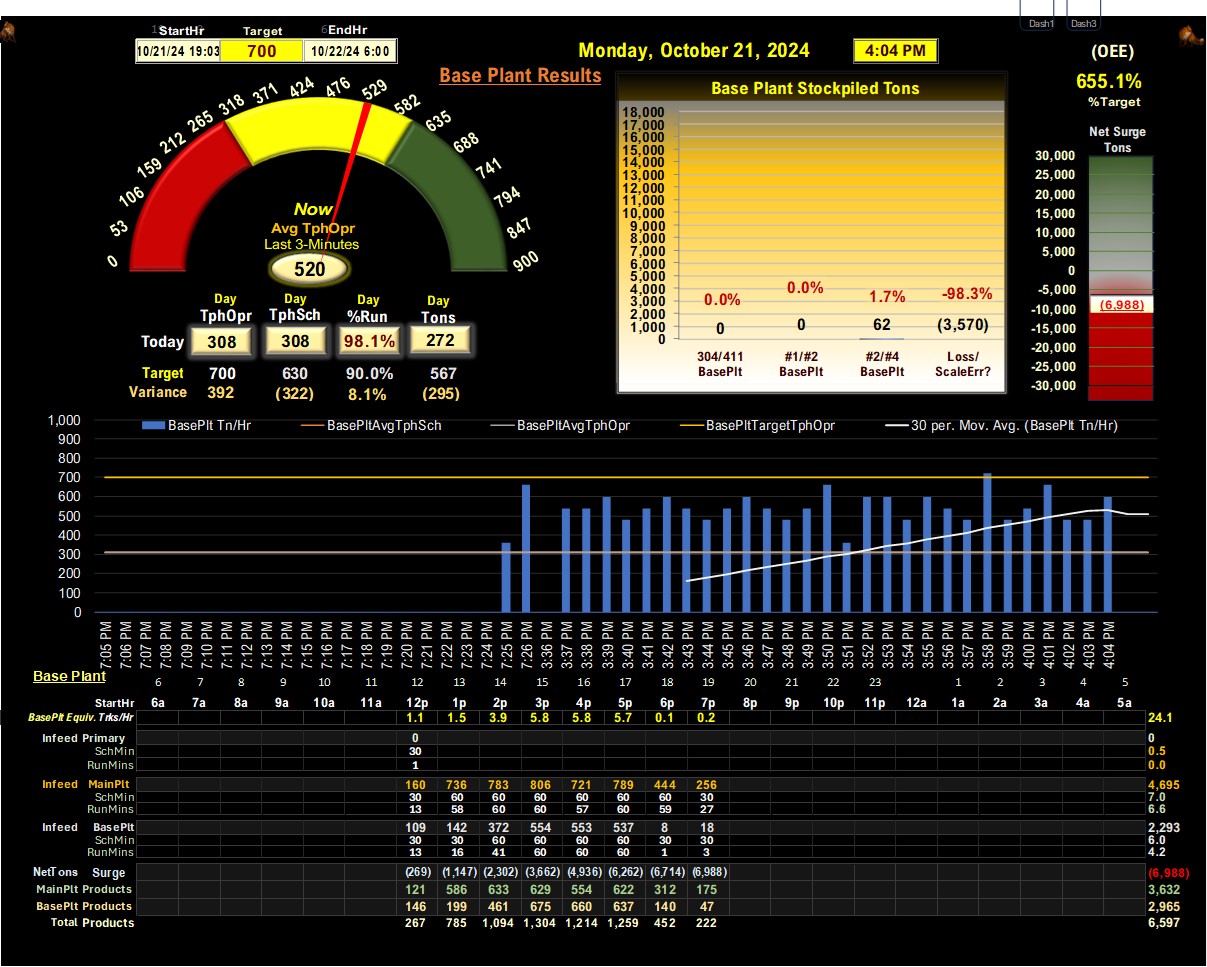 Dash1 Dash3
StartHr Target EndHr
10/21/24 19:03 700 10/22/24 6:00
Monday, October 21, 2024 4:04 PM
(OEE)
655.1%
%Target
Base Plant Results
0 53 106 159 212 265 318 371 424 476 529 582 635 688 741 794 847 900
Now
Avg TphOpr
Last 3-Minutes
520
Day TphOpr Day TphSch Day %Run Day Tons
Today 308 308 98.1% 272
Target 700 630 90.0% 567
Variance 392 (322) 8.1% (295)
Base Plant Stockpiled Tons
18,000
17,000
16,000
15,000
14,000
13,000
12,000
11,000
10,000
9,000
8,000
7,000
6,000
5,000
4,000
3,000
2,000
1,000
0
0.0% 0.0% 1.7% -98.3%
0 0 62 (3,570)
304/411 #1/#2 #2/#4 Loss/
BasePlt BasePlt BasePlt ScaleErr?
Net Surge
Tons
30,000
25,000
20,000
15,000
10,000
5,000
0
-5,000
-10,000
-15,000
-20,000
-25,000
-30,000
(6,988)
BasePlt Tn/Hr BasePltAvgTphSch BasePltAvgTphOpr BasePltTargetTphOpr 30 per. Mov. Avg. (BasePlt Tn/Hr)
1,000
900
800
700
600
500
400
300
200
100
0
7:05 PM 7:06 PM 7:07 PM 7:09 PM 7:10 PM 7:11 PM 7:12 PM 7:13 PM 7:14 PM 7:15 PM 7:16 PM 7:17 PM 7:18 PM 7:19 PM 7:20 PM 7:21 PM 7:22 PM 7:23 PM 7:24 PM 7:25 PM 7:26 PM 3:36 PM 3:37 PM 3:38 PM 3:39 PM 3:40 PM 3:41 PM 3:42 PM 3:43 PM 3:44 PM 3:45 PM 3:46 PM 3:47 PM 3:48 PM 3:49 PM 3:50 PM 3:51 PM 3:52 PM 3:53 PM 3:54 PM 3:55 PM 3:56 PM 3:57 PM 3:58 PM 3:59 PM 4:00 PM 4:01 PM 4:02 PM 4:03 PM 4:04 PM
Base Plant
6 7 8 9 10 11 12 13 14 15 16 17 18 19 20 21 22 23 1 2 3 4 5
StartHr 6a 7a 8a 9a 10a 11a 12p 1p 2p 3p 4p 5p 6p 7p 8p 9p 10p 11p 12a 1a 2a 3a 4a 5a
BasePlt Equiv. Trks/Hr 1.1 1.5 3.9 5.8 5.8 5.7 0.1 0.2 24.1
Infeed Primary 0 0
SchMin 30 0.5
RunMins 1 0.0
Infeed MainPlt 160 736 783 806 721 789 444 256 4,695
SchMin 30 60 60 60 60 60 60 30 7.0
RunMins 13 58 60 60 57 60 59 27 6.6
Infeed BasePlt 109 142 372 554 553 537 8 18 2,293
SchMin 30 30 60 60 60 60 30 30 6.0
RunMins 13 16 41 60 60 60 1 3 4.2
NetTons Surge (269) (1,147) (2,302) (3,662) (4,936) (6,262) (6,714) (6,988) (6,988)
MainPlt Products 121 586 633 629 554 622 312 175 3,632
BasePlt Products 146 199 461 675 660 637 140 47 2,965
Total Products 267 785 1,094 1,304 1,214 1,259 452 222 6,597